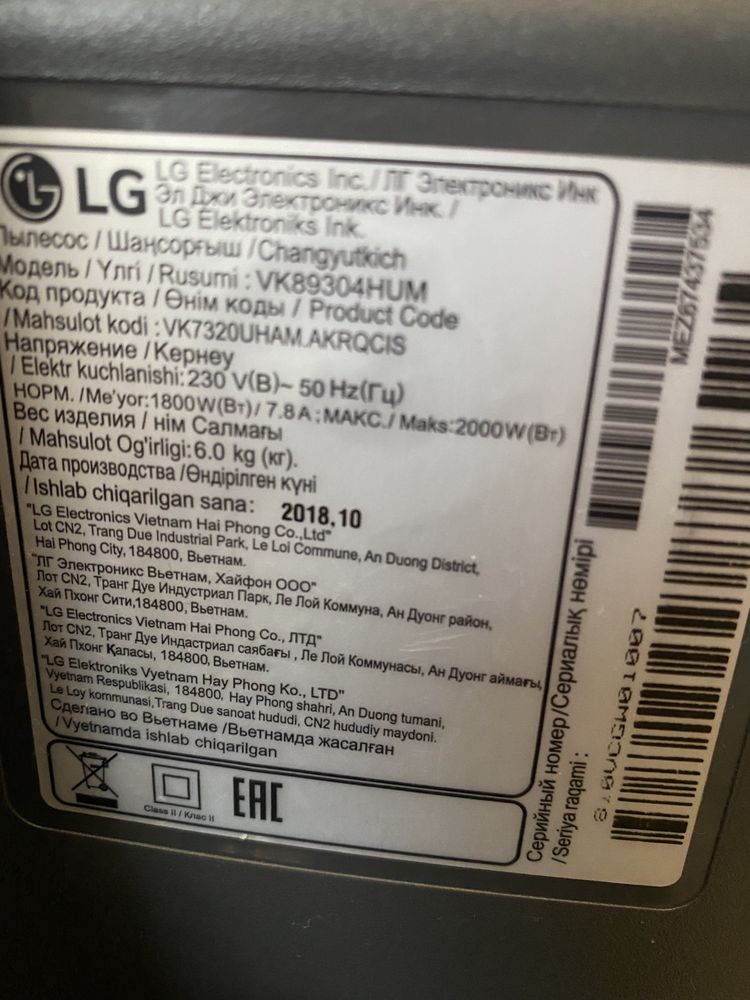 LG
LG Electronics Inc./ ЛГ Электроникс Инк
Эл Джи Электроникс Инк. /
LG Elektroniks Ink.
Пылесос / Шаңсорғыш /Changyutkich
Модель / Үлгі / Rusumi : VK89304HUM
Код продукта / Өнім коды / Product Code
/Mahsulot kodi :VK7320UHAM.AKRQCIS
Напряжение /Кернеу
/ Elektr kuchlanishi: 230 V(В)~ 50 Hz(Гц)
НОРМ. /Me'yor:1800W(Вт)/ 7.8 A ; МАКС./ Maks:2000W(Вт)
Вес изделия / нім Салмағы
/ Mahsulot Og'irligi: 6.0 kg (кг).
Дата производства /Өндірілген күні
/ Ishlab chiqarilgan sana: 2018.10
"LG Electronics Vietnam Hai Phong Co.,Ltd"
Lot CN2, Trang Due Industrial Park, Le Loi Commune, An Duong District,
Hai Phong City, 184800, Вьетнам.
"ЛГ Электроникс Вьетнам, Хайфон ООО"
Лот CN2, Транг Дуе Индустриал Парк, Ле Лой Коммуна, Ан Дуонг район,
Хай Пхонг Сити,184800, Вьетнам.
"LG Electronics Vietnam Hai Phong Co., ЛТД"
Лот CN2, Транг Дуе Индастриал саябағы , Ле Лой Коммунасы, Ан Дуонг аймағы,
Хай Пхонг Қаласы, 184800, Вьетнам.
"LG Elektroniks Vyetnam Hay Phong Ko., LTD"
Vyetnam Respublikasi, 184800, Hay Phong shahri, An Duong tumani,
Le Loy kommunasi,Trang Due sanoat hududi, CN2 hududiy maydoni.
Сделано во Вьетнаме /Вьетнамда жасалған
/ Vyetnamda ishlab chiqarilgan
Class II / Клас II
EAC
MEZ67437534
Серийный номер/Сериалық нөмірі
/ Seriya raqami :